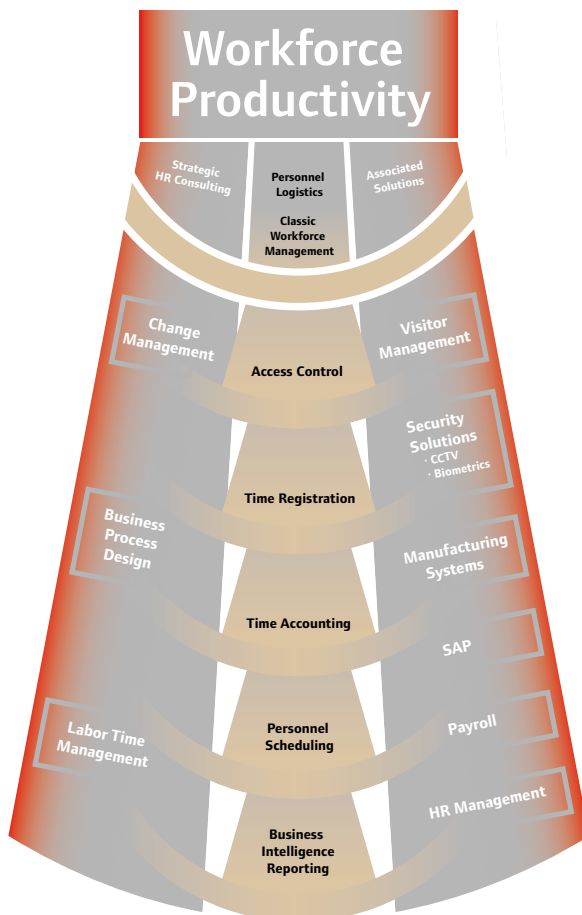 Workforce
Productivity
Strategic
HR Consulting
Personnel
Logistics
Classic
Workforce
Management
Associated
Solutions
Change
Management
Access Control
Visitor
Management
Security
Solutions
· CCTV
· Biometrics
Time Registration
Business
Process
Design
Manufacturing
Systems
Time Accounting
SAP
Labor Time
Management
Personnel
Scheduling
Payroll
HR Management
Business
Intelligence
Reporting